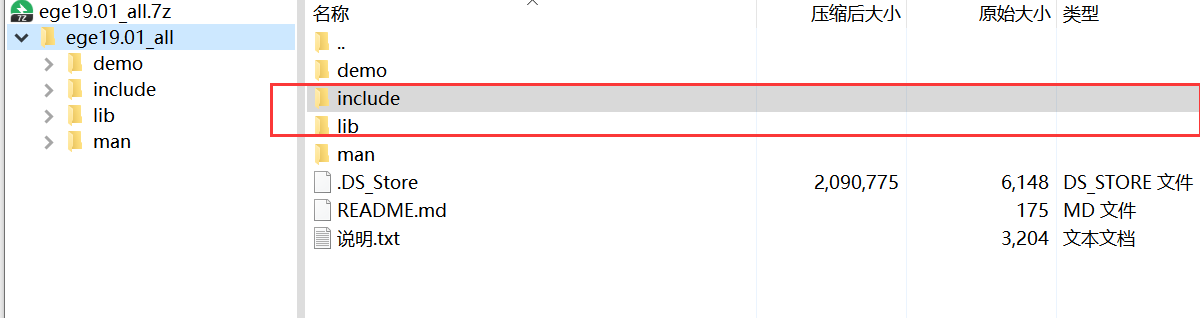 ege19.01_all.7z
ege19.01_all
demo
include
lib
man
名称 压缩后大小 原始大小 类型
..
demo
include
lib
man
.DS_Store 2,090,775 6,148 DS_STORE 文件
README.md 175 MD 文件
说明.txt 3,204 文本文档